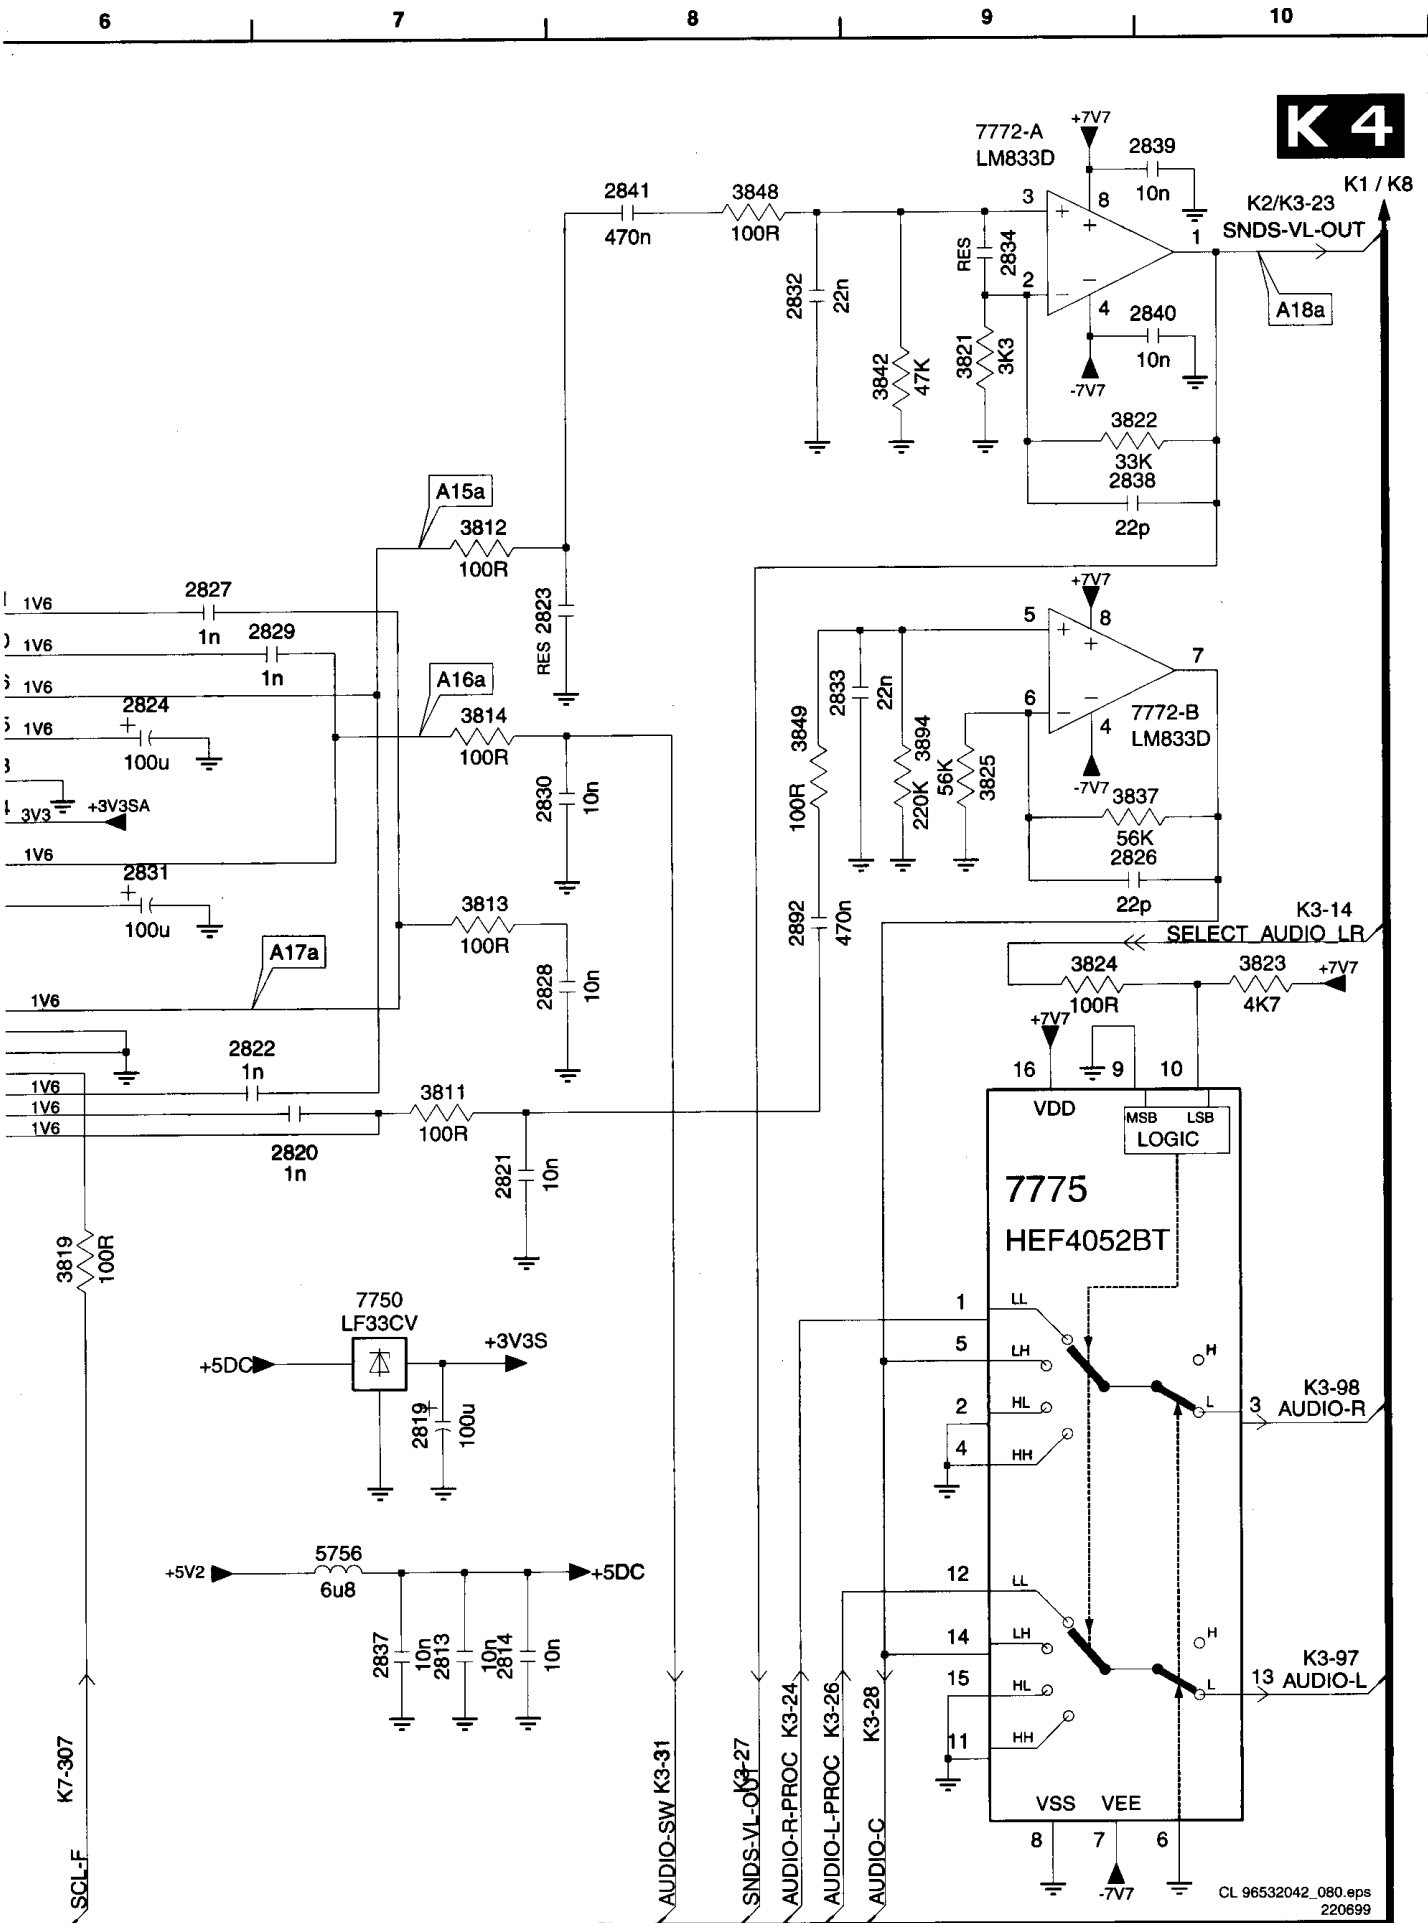 6 7 8 9 10
K 4
7772-A
LM833D
+7V7
2839
10n
K1 / K8
K2/K3-23
SNDS-VL-OUT
2841
470n
3848
100R
3
8
+
+
1
RES
2834
2
2832
22n
4
2840
10n
A18a
3842
47K
3821
3K3
-7V7
3822
33K
2838
22p
A15a
3812
100R
2827
1n
1V6
2829
1n
1V6
RES 2823
+7V7
5
8
7
1V6
A16a
2824
+
100u
1V6
3814
100R
2833
22n
6
7772-B
LM833D
4
3849
100R
3894
220K
56K
3825
-7V7
+3V3SA
3V3
2830
10n
3837
56K
2826
22p
1V6
2831
+
100u
3813
100R
2892
470n
K3-14
SELECT_AUDIO_LR
A17a
2828
10n
3824
100R
3823
4K7
+7V7
1V6
+7V7
2822
1n
16
9
10
1V6
1V6
1V6
3811
100R
VDD
MSB
LSB
LOGIC
2820
1n
2821
10n
7775
HEF4052BT
3819
100R
7750
LF33CV
1
LL
+5DC
+3V3S
5
LH
H
2819
+
100u
2
HL
L
3
K3-98
AUDIO-R
4
HH
5756
6u8
+5V2
+5DC
12
LL
2837
10n
2813
10n
2814
10n
14
LH
H
15
HL
L
13
K3-97
AUDIO-L
11
HH
K7-307
SCL-F
AUDIO-SW K3-31
SNDS-VL-OUT K3-27
AUDIO-R-PROC K3-24
AUDIO-L-PROC K3-26
AUDIO-C K3-28
VSS
VEE
8
7
6
-7V7
CL 96532042_080.eps
220699